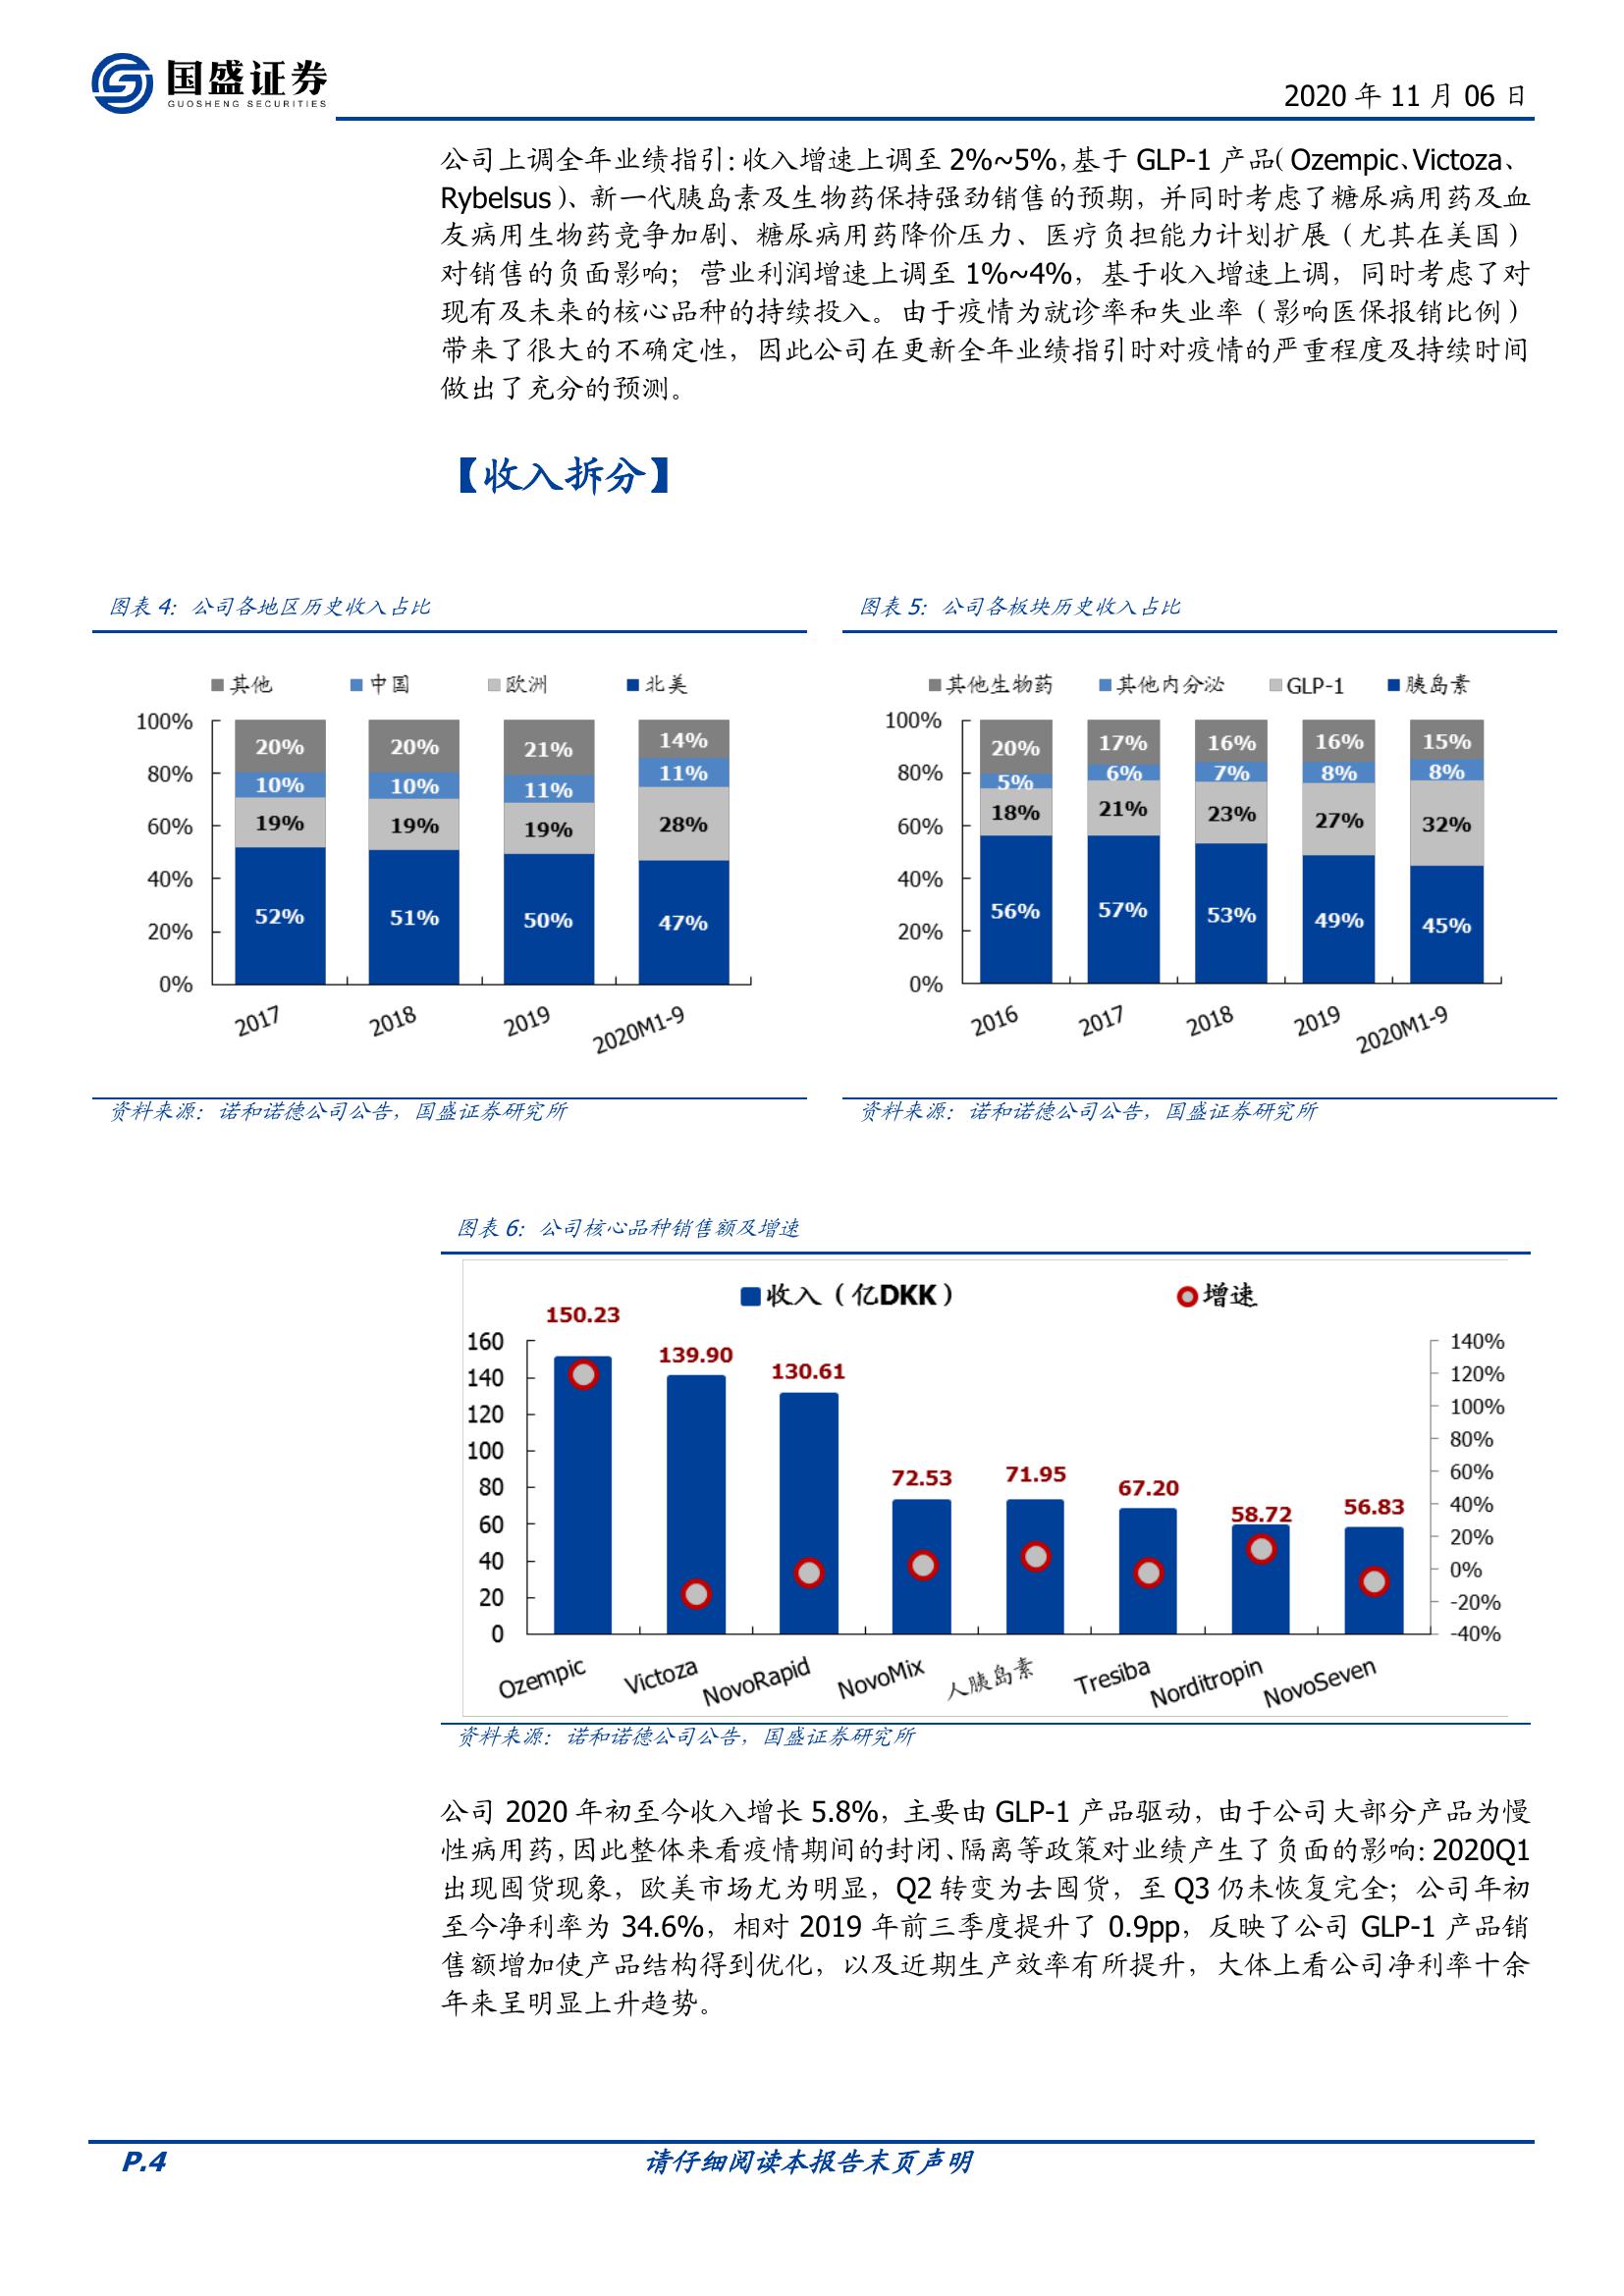 国盛证券
GUOSHENG SECURITIES
2020 年 11 月 06 日
公司上调全年业绩指引：收入增速上调至 2%~5%，基于 GLP-1 产品（Ozempic、Victoza、
Rybelsus）、新一代胰岛素及生物药保持强劲销售的预期，并同时考虑了糖尿病用药及血
友病用生物药竞争加剧、糖尿病用药降价压力、医疗负担能力计划扩展（尤其在美国）
对销售的负面影响；营业利润增速上调至 1%~4%，基于收入增速上调，同时考虑了对
现有及未来的核心品种的持续投入。由于疫情为就诊率和失业率（影响医保报销比例）
带来了很大的不确定性，因此公司在更新全年业绩指引时对疫情的严重程度及持续时间
做出了充分的预测。
【收入拆分】
图表 4：公司各地区历史收入占比
其他 中国 欧洲 北美
100%
80%
60%
40%
20%
0%
20% 20% 21% 14%
10% 10% 11% 11%
19% 19% 19% 28%
52% 51% 50% 47%
2017 2018 2019 2020M1-9
资料来源：诺和诺德公司公告，国盛证券研究所
图表 5：公司各板块历史收入占比
其他生物药 其他内分泌 GLP-1 胰岛素
100%
80%
60%
40%
20%
0%
20% 17% 16% 16% 15%
5% 6% 7% 8% 8%
18% 21% 23% 27% 32%
56% 57% 53% 49% 45%
2016 2017 2018 2019 2020M1-9
资料来源：诺和诺德公司公告，国盛证券研究所
图表 6：公司核心品种销售额及增速
收入（亿DKK） 增速
150.23 139.90 130.61 72.53 71.95 67.20 58.72 56.83
160
140
120
100
80
60
40
20
0
140%
120%
100%
80%
60%
40%
20%
0%
-20%
-40%
Ozempic Victoza NovoRapid NovoMix 人胰岛素 Tresiba Norditropin NovoSeven
资料来源：诺和诺德公司公告，国盛证券研究所
公司 2020 年初至今收入增长 5.8%，主要由 GLP-1 产品驱动，由于公司大部分产品为慢
性病用药，因此整体来看疫情期间的封闭、隔离等政策对业绩产生了负面的影响：2020Q1
出现囤货现象，欧美市场尤为明显，Q2 转变为去囤货，至 Q3 仍未恢复完全；公司年初
至今净利率为 34.6%，相对 2019 年前三季度提升了 0.9pp，反映了公司 GLP-1 产品销
售额增加使产品结构得到优化，以及近期生产效率有所提升，大体上看公司净利率十余
年来呈明显上升趋势。
P.4
请仔细阅读本报告末页声明